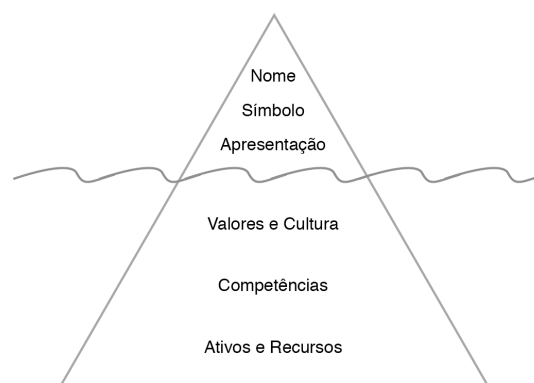 Nome
Símbolo
Apresentação
Valores e Cultura
Competências
Ativos e Recursos